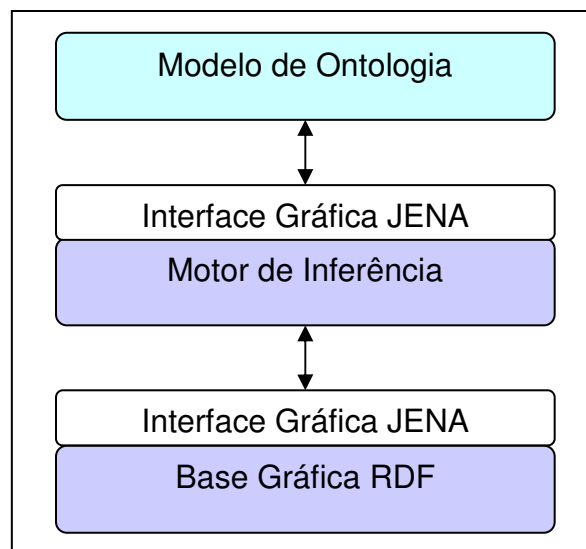 Modelo de Ontologia
Interface Gráfica JENA
Motor de Inferência
Interface Gráfica JENA
Base Gráfica RDF